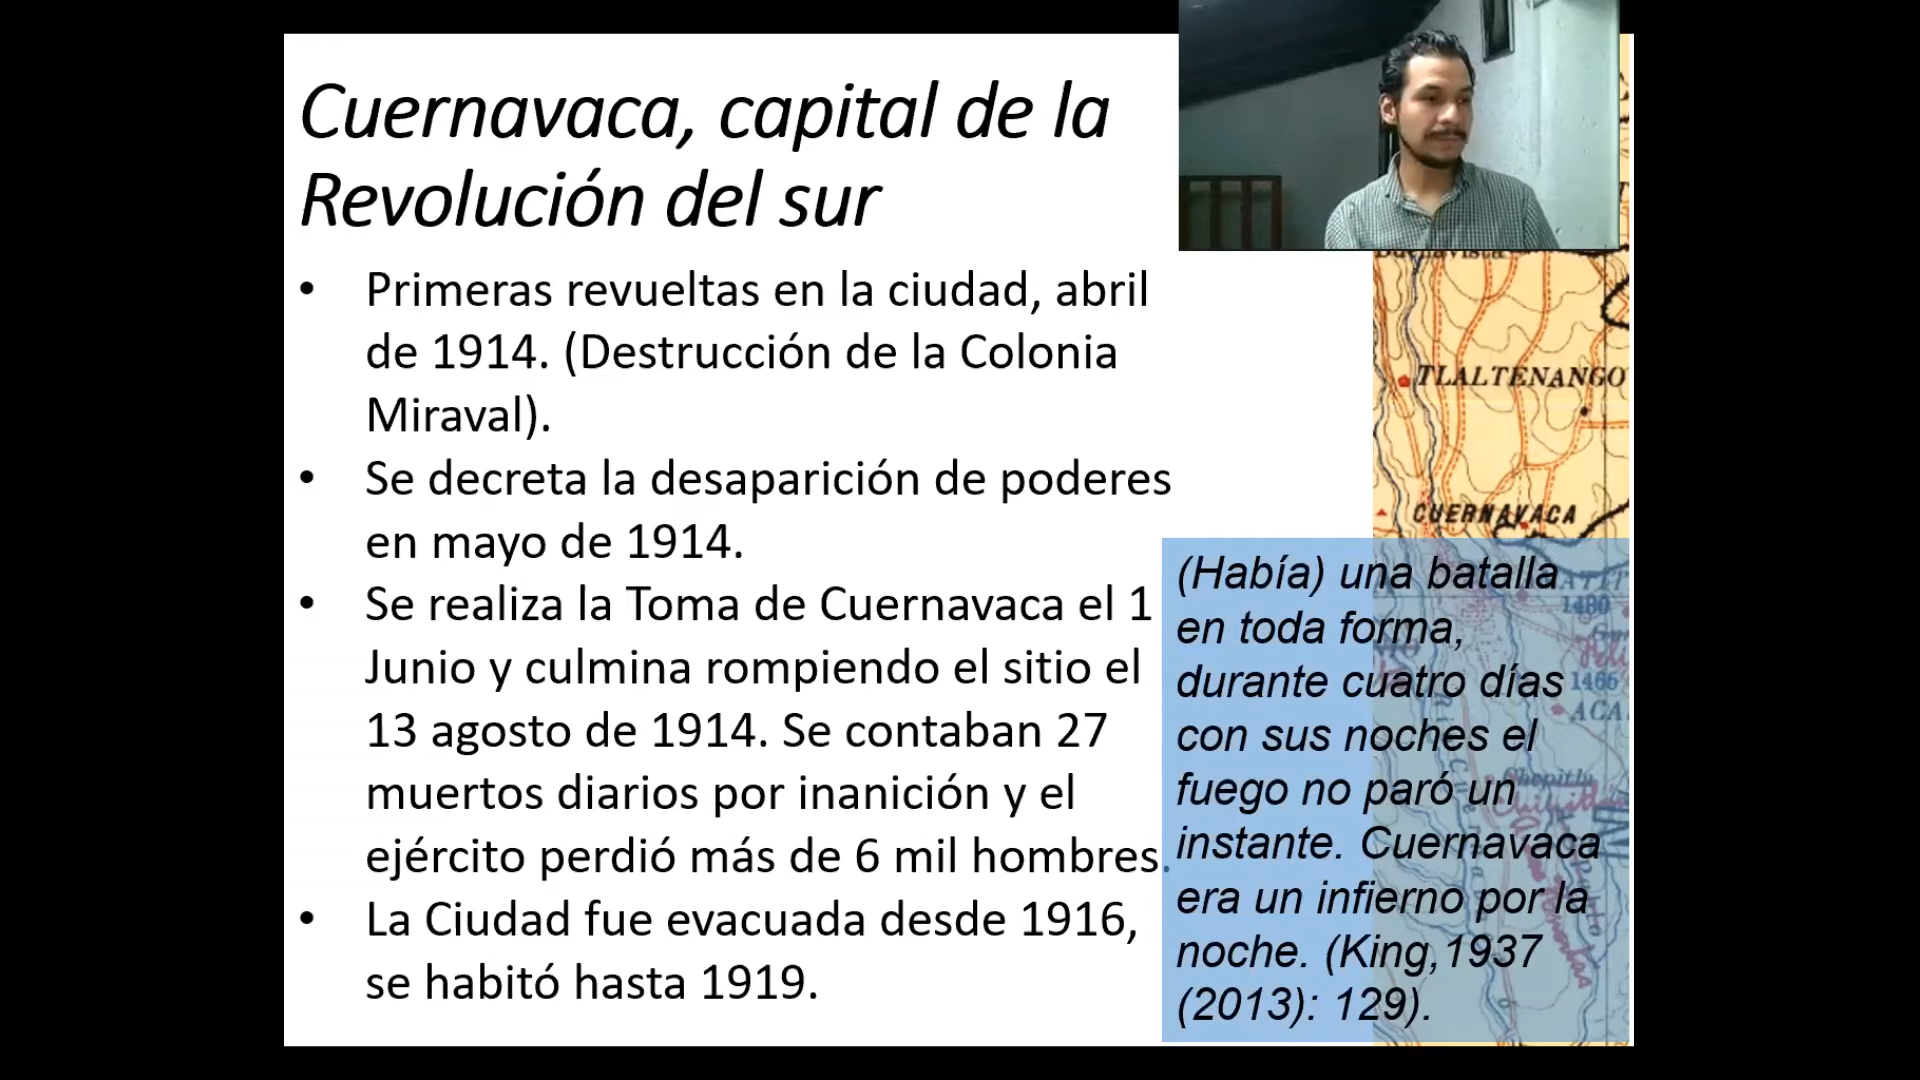 Cuernavaca, capital de la
Revolución del sur
• Primeras revueltas en la ciudad, abril
de 1914. (Destrucción de la Colonia
Miraval).
• Se decreta la desaparición de poderes
en mayo de 1914.
• Se realiza la Toma de Cuernavaca el 1
Junio y culmina rompiendo el sitio el
13 agosto de 1914. Se contaban 27
muertos diarios por inanición y el
ejército perdió más de 6 mil hombres.
• La Ciudad fue evacuada desde 1916,
se habitó hasta 1919.
Buenavista
TLALTENANGO
CUERNAVACA
(Había) una batalla
en toda forma,
durante cuatro días
con sus noches el
fuego no paró un
instante. Cuernavaca
era un infierno por la
noche. (King,1937
(2013): 129).
1480
1466
ACA